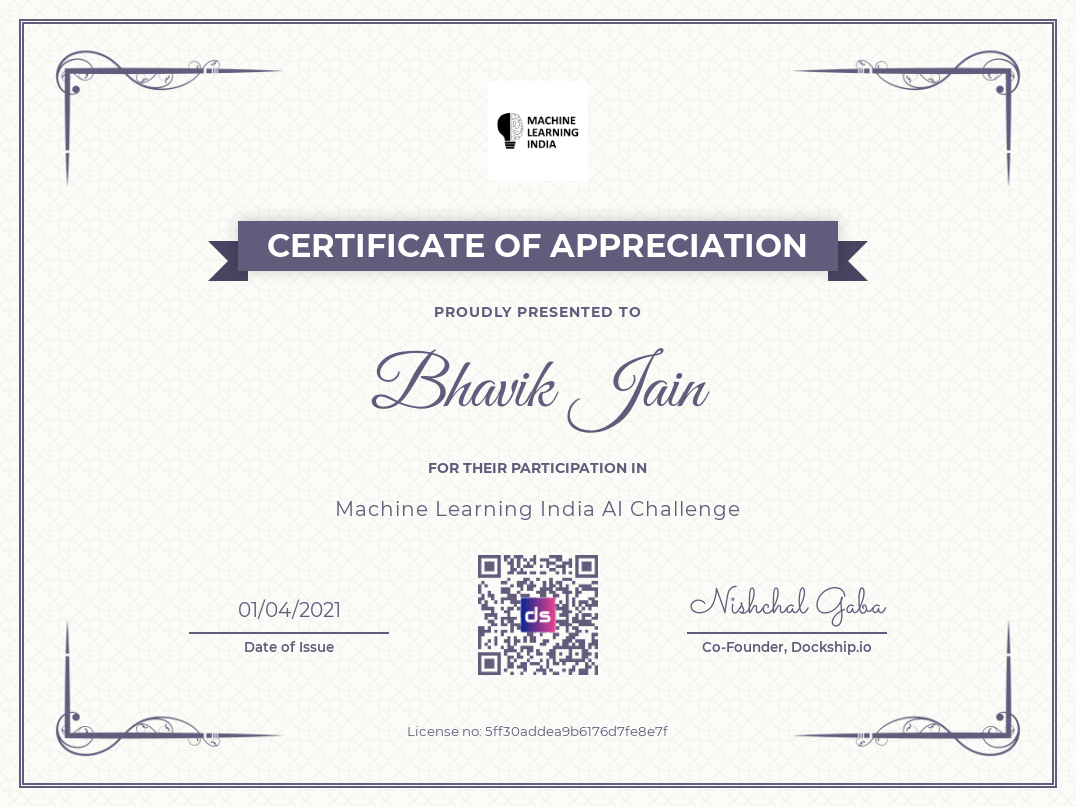 MACHINE
LEARNING
INDIA
CERTIFICATE OF APPRECIATION
PROUDLY PRESENTED TO
Bhavik Jain
FOR THEIR PARTICIPATION IN
Machine Learning India AI Challenge
ds
01/04/2021
Date of Issue
Nishchal Gaba
Co-Founder, Dockship.io
License no: 5ff30addea9b6176d7fe8e7f